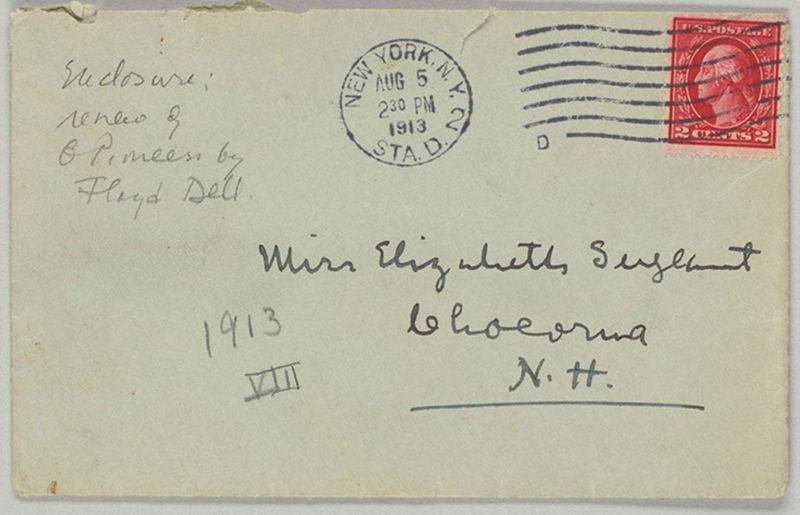 Enclosure:
review of
O Pioneers by
Floyd Dell.
NEW YORK, N.Y. 2
AUG 5
2 30 PM
1913
STA. D.
D
U.S. POSTAGE
2 CENTS 2
Miss Elizabeth Sergeant
Chocorua
N. H.
1913
VIII